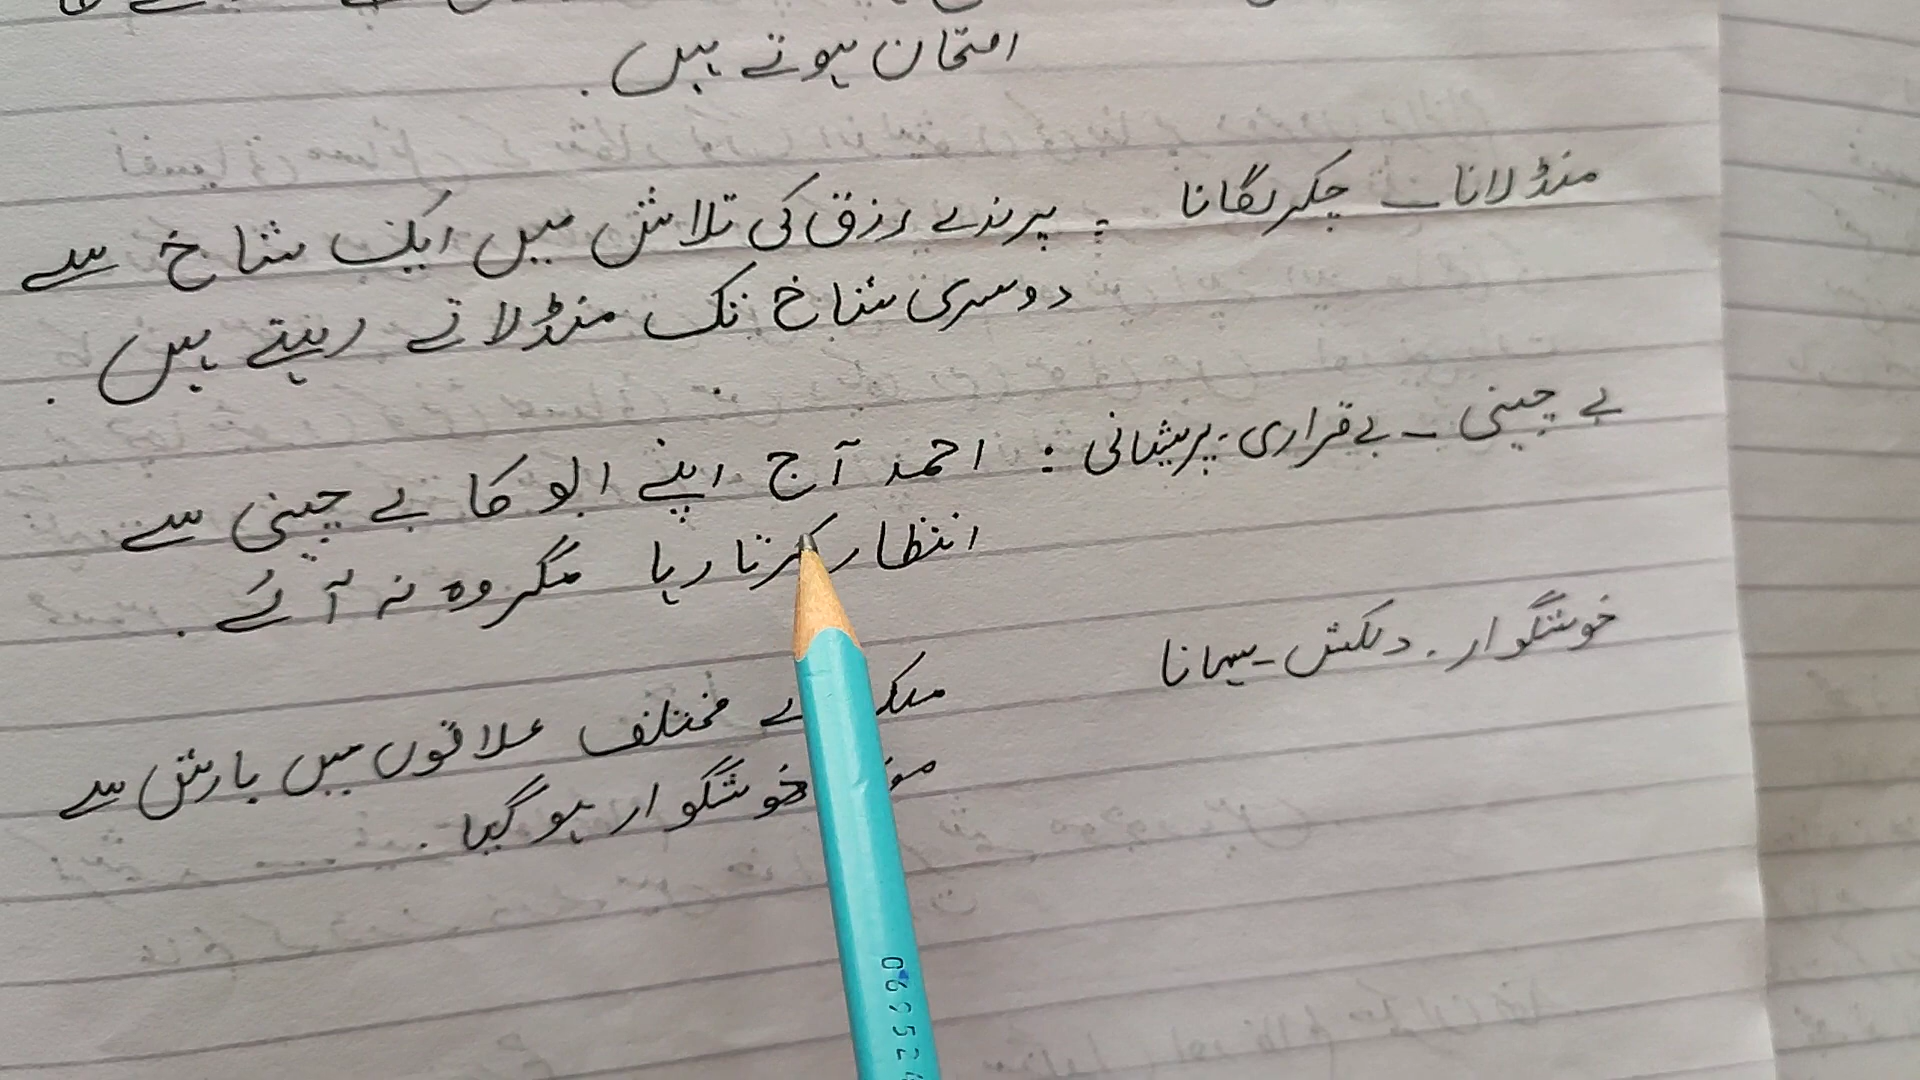 امتحان ہوتے ہیں .
منڈلانا ۔ چکر لگانا : پرندے رزق کی تلاش میں ایک شاخ سے
دوسری شاخ تک منڈلاتے رہتے ہیں .
بے چینی ۔ بے قراری ۔ پریشانی : احمد آج اپنے ابو کا بے چینی سے
انتظار کرتا رہا مگر وہ نہ آئے .
خوشگوار . دلکش ۔ سہانا
مختلف علاقوں میں بارش سے
خوشگوار ہو گیا .
069524